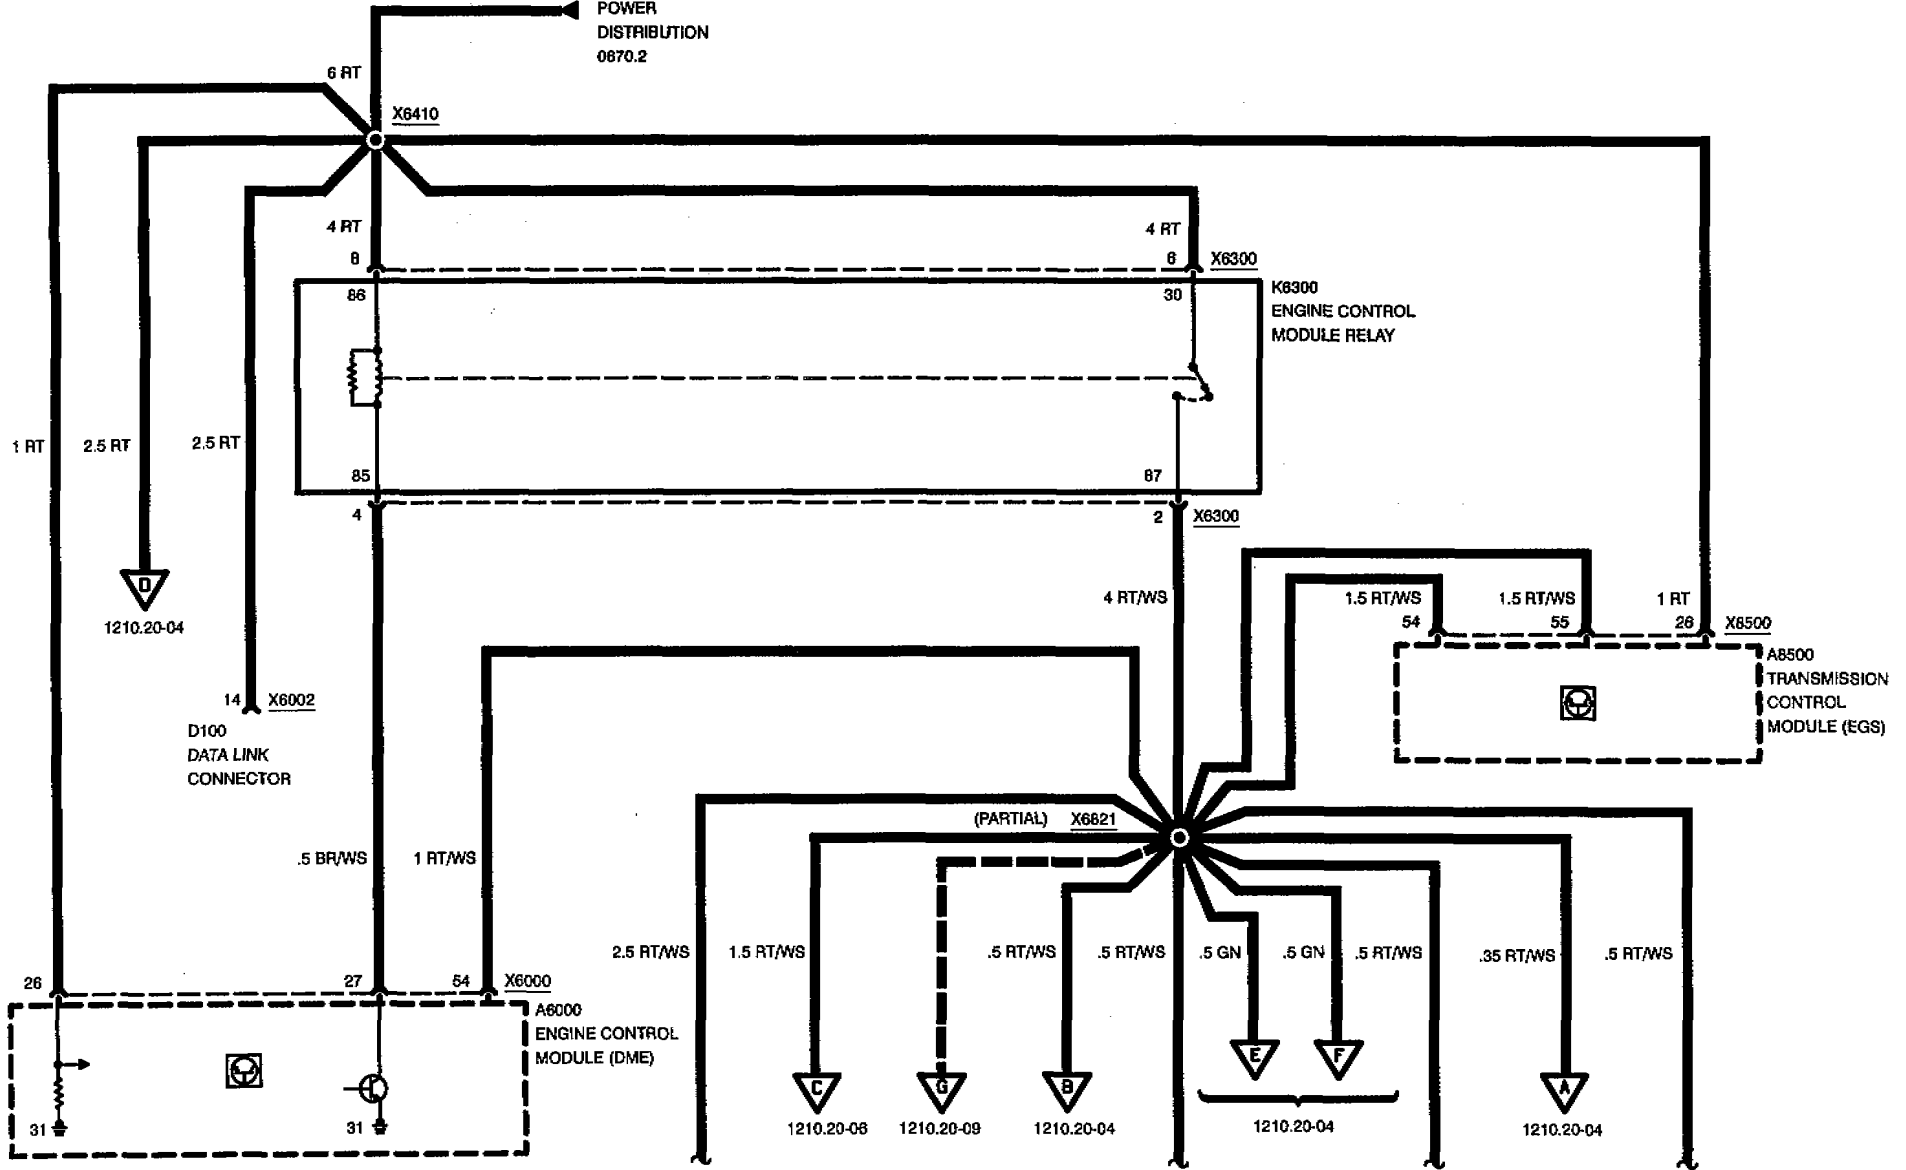 POWER
DISTRIBUTION
0670.2
6 RT
X6410
4 RT
4 RT
8
6
X6300
86
30
K6300
ENGINE CONTROL
MODULE RELAY
1 RT
2.5 RT
2.5 RT
85
87
4
2
X6300
D
1210.20-04
4 RT/WS
1.5 RT/WS
1.5 RT/WS
1 RT
54
55
26
X8500
A8500
TRANSMISSION
CONTROL
MODULE (EGS)
14
X6002
D100
DATA LINK
CONNECTOR
(PARTIAL)
X6821
.5 BR/WS
1 RT/WS
2.5 RT/WS
1.5 RT/WS
.5 RT/WS
.5 RT/WS
.5 GN
.5 GN
.5 RT/WS
.35 RT/WS
.5 RT/WS
26
27
54
X6000
A6000
ENGINE CONTROL
MODULE (DME)
E
F
C
G
B
A
31
31
1210.20-06
1210.20-09
1210.20-04
1210.20-04
1210.20-04